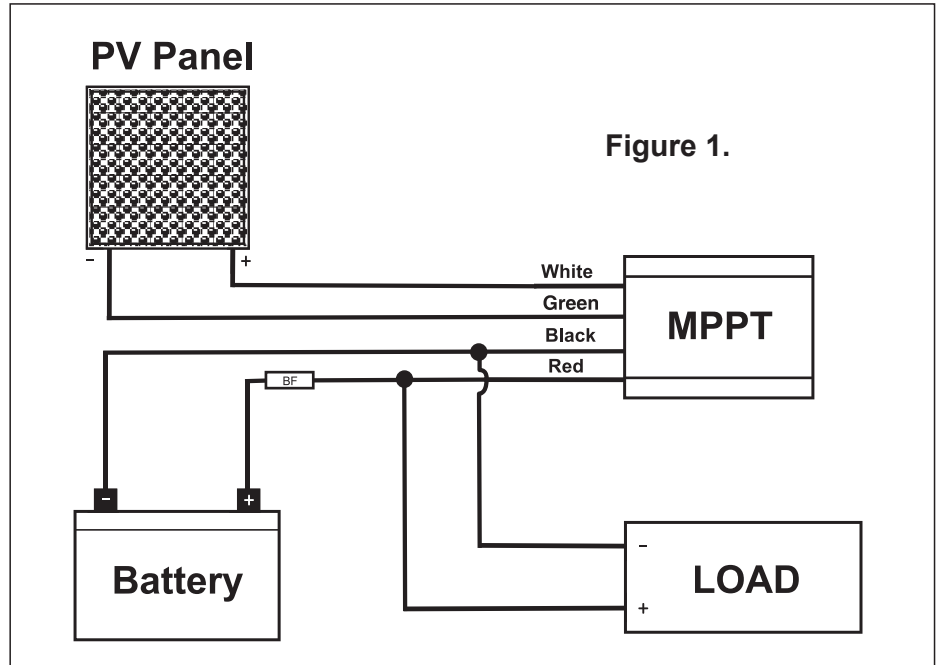 PV Panel
Figure 1.
- +
White
Green
Black
Red
MPPT
BF
- +
Battery
-
LOAD
+